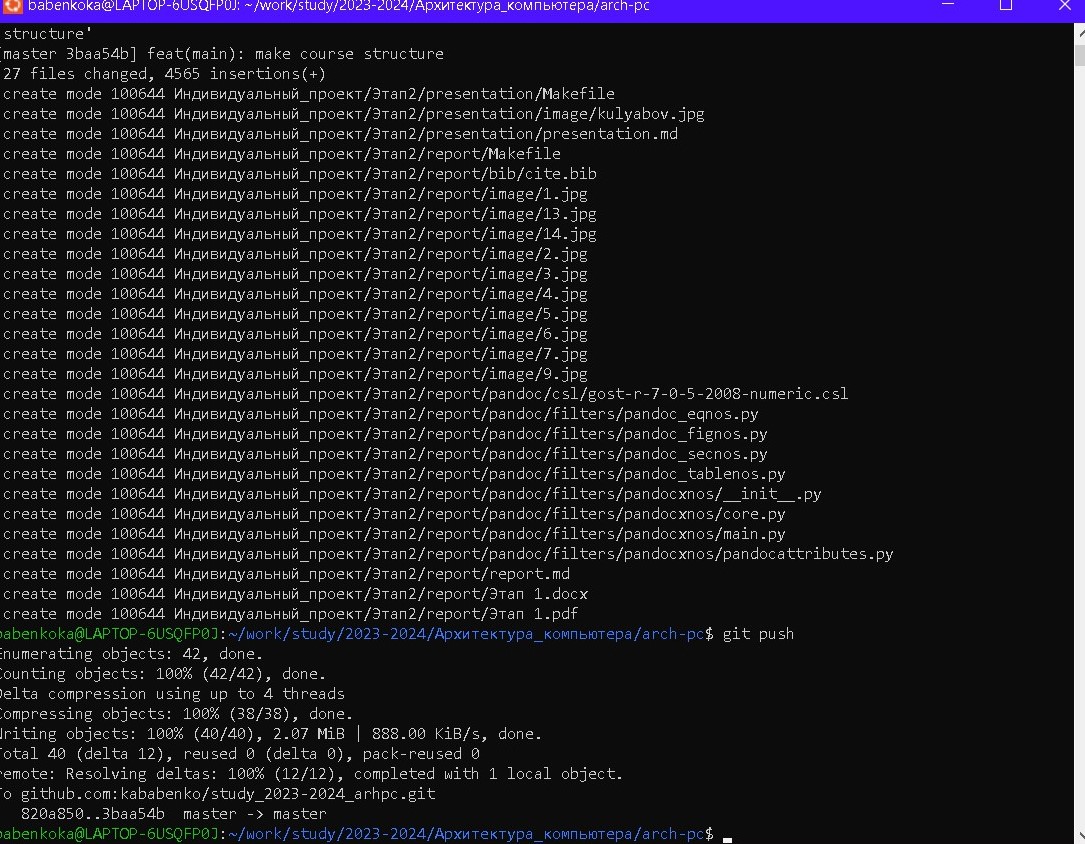 babenkoka@LAPTOP-6USQFP0J: ~/work/study/2023-2024/Архитектура_компьютера/arch-pc
structure'
[master 3baa54b] feat(main): make course structure
27 files changed, 4565 insertions(+)
create mode 100644 Индивидуальный_проект/Этап2/presentation/Makefile
create mode 100644 Индивидуальный_проект/Этап2/presentation/image/kulyabov.jpg
create mode 100644 Индивидуальный_проект/Этап2/presentation/presentation.md
create mode 100644 Индивидуальный_проект/Этап2/report/Makefile
create mode 100644 Индивидуальный_проект/Этап2/report/bib/cite.bib
create mode 100644 Индивидуальный_проект/Этап2/report/image/1.jpg
create mode 100644 Индивидуальный_проект/Этап2/report/image/13.jpg
create mode 100644 Индивидуальный_проект/Этап2/report/image/14.jpg
create mode 100644 Индивидуальный_проект/Этап2/report/image/2.jpg
create mode 100644 Индивидуальный_проект/Этап2/report/image/3.jpg
create mode 100644 Индивидуальный_проект/Этап2/report/image/4.jpg
create mode 100644 Индивидуальный_проект/Этап2/report/image/5.jpg
create mode 100644 Индивидуальный_проект/Этап2/report/image/6.jpg
create mode 100644 Индивидуальный_проект/Этап2/report/image/7.jpg
create mode 100644 Индивидуальный_проект/Этап2/report/image/9.jpg
create mode 100644 Индивидуальный_проект/Этап2/report/pandoc/csl/gost-r-7-0-5-2008-numeric.csl
create mode 100644 Индивидуальный_проект/Этап2/report/pandoc/filters/pandoc_eqnos.py
create mode 100644 Индивидуальный_проект/Этап2/report/pandoc/filters/pandoc_fignos.py
create mode 100644 Индивидуальный_проект/Этап2/report/pandoc/filters/pandoc_secnos.py
create mode 100644 Индивидуальный_проект/Этап2/report/pandoc/filters/pandoc_tablenos.py
create mode 100644 Индивидуальный_проект/Этап2/report/pandoc/filters/pandocxnos/__init__.py
create mode 100644 Индивидуальный_проект/Этап2/report/pandoc/filters/pandocxnos/core.py
create mode 100644 Индивидуальный_проект/Этап2/report/pandoc/filters/pandocxnos/main.py
create mode 100644 Индивидуальный_проект/Этап2/report/pandoc/filters/pandocxnos/pandocattributes.py
create mode 100644 Индивидуальный_проект/Этап2/report/report.md
create mode 100644 Индивидуальный_проект/Этап2/report/Этап 1.docx
create mode 100644 Индивидуальный_проект/Этап2/report/Этап 1.pdf
babenkoka@LAPTOP-6USQFP0J:~/work/study/2023-2024/Архитектура_компьютера/arch-pc$ git push
Enumerating objects: 42, done.
Counting objects: 100% (42/42), done.
Delta compression using up to 4 threads
Compressing objects: 100% (38/38), done.
Writing objects: 100% (40/40), 2.07 MiB | 888.00 KiB/s, done.
Total 40 (delta 12), reused 0 (delta 0), pack-reused 0
remote: Resolving deltas: 100% (12/12), completed with 1 local object.
To github.com:kababenko/study_2023-2024_arhpc.git
820a850..3baa54b  master -> master
babenkoka@LAPTOP-6USQFP0J:~/work/study/2023-2024/Архитектура_компьютера/arch-pc$